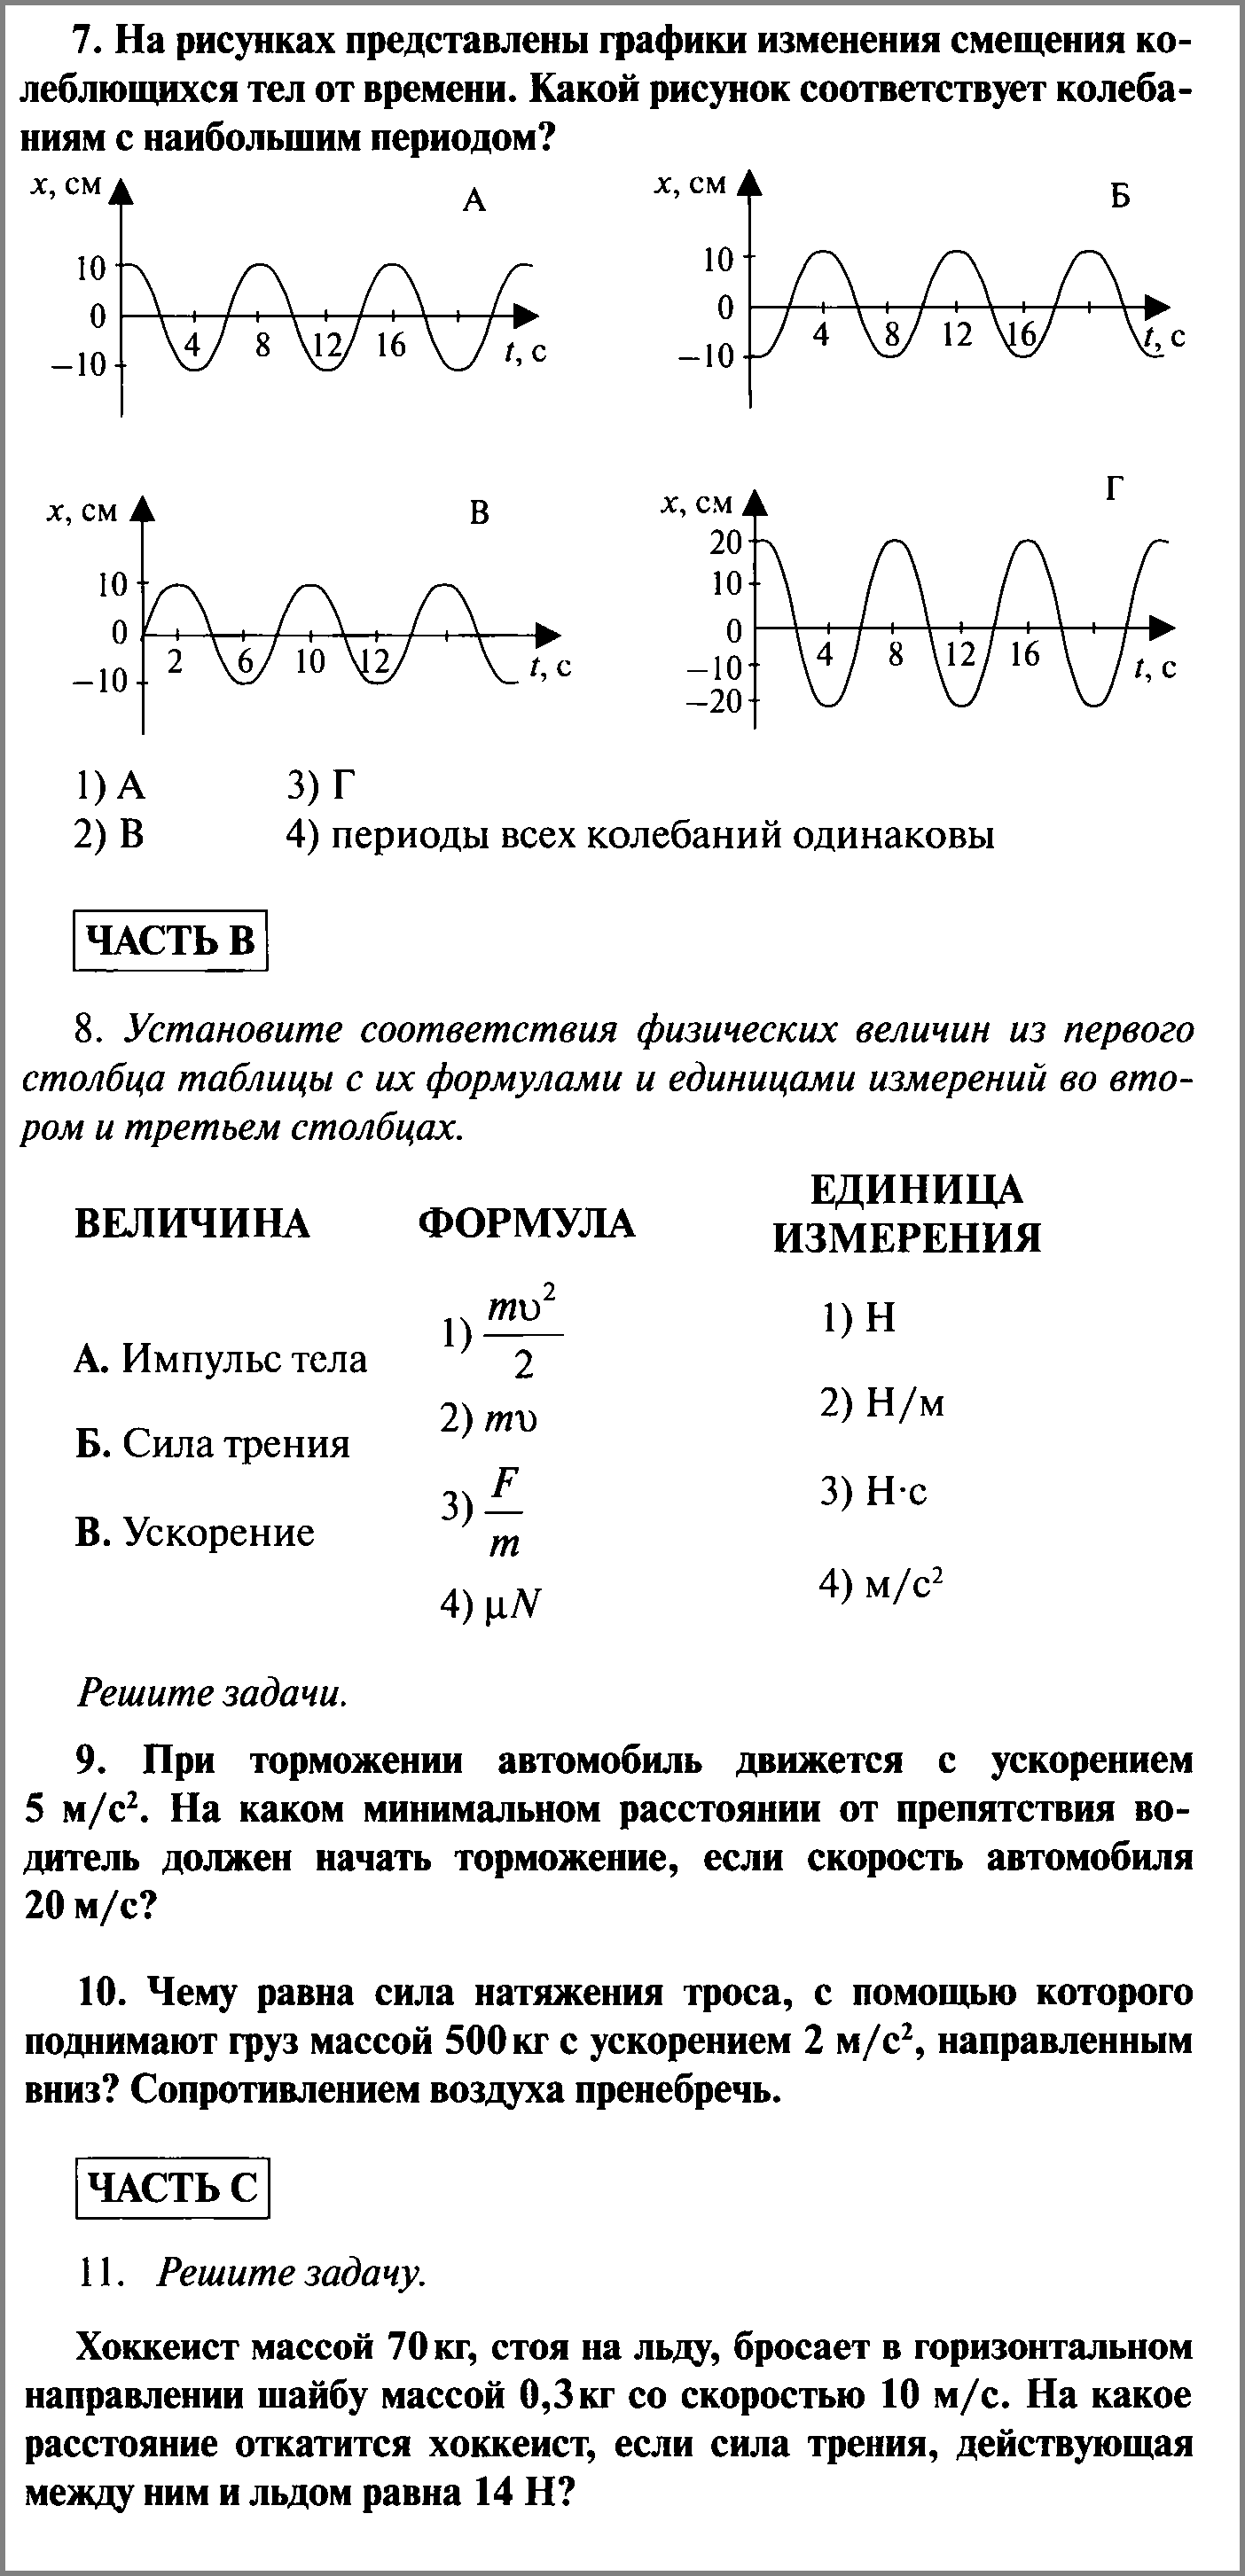 7. На рисунках представлены графики изменения смещения ко-
леблющихся тел от времени. Какой рисунок соответствует колеба-
ниям с наибольшим периодом?
x, см
А
10
0
−10
4 8 12 16
t, с
x, см
Б
10
0
−10
4 8 12 16
t, с
x, см
В
10
0
−10
2 6 10 12
t, с
x, см
Г
20
10
0
−10
−20
4 8 12 16
t, с
1) А 3) Г
2) В 4) периоды всех колебаний одинаковы
ЧАСТЬ В
8. Установите соответствия физических величин из первого
столбца таблицы с их формулами и единицами измерений во вто-
ром и третьем столбцах.
ВЕЛИЧИНА ФОРМУЛА ЕДИНИЦА
ИЗМЕРЕНИЯ
А. Импульс тела
Б. Сила трения
В. Ускорение
1) mυ²/2
2) mυ
3) F/m
4) μN
1) Н
2) Н/м
3) Н·с
4) м/с²
Решите задачи.
9. При торможении автомобиль движется с ускорением
5 м/с². На каком минимальном расстоянии от препятствия во-
дитель должен начать торможение, если скорость автомобиля
20 м/с?
10. Чему равна сила натяжения троса, с помощью которого
поднимают груз массой 500 кг с ускорением 2 м/с², направленным
вниз? Сопротивлением воздуха пренебречь.
ЧАСТЬ С
11. Решите задачу.
Хоккеист массой 70 кг, стоя на льду, бросает в горизонтальном
направлении шайбу массой 0,3 кг со скоростью 10 м/с. На какое
расстояние откатится хоккеист, если сила трения, действующая
между ним и льдом равна 14 Н?